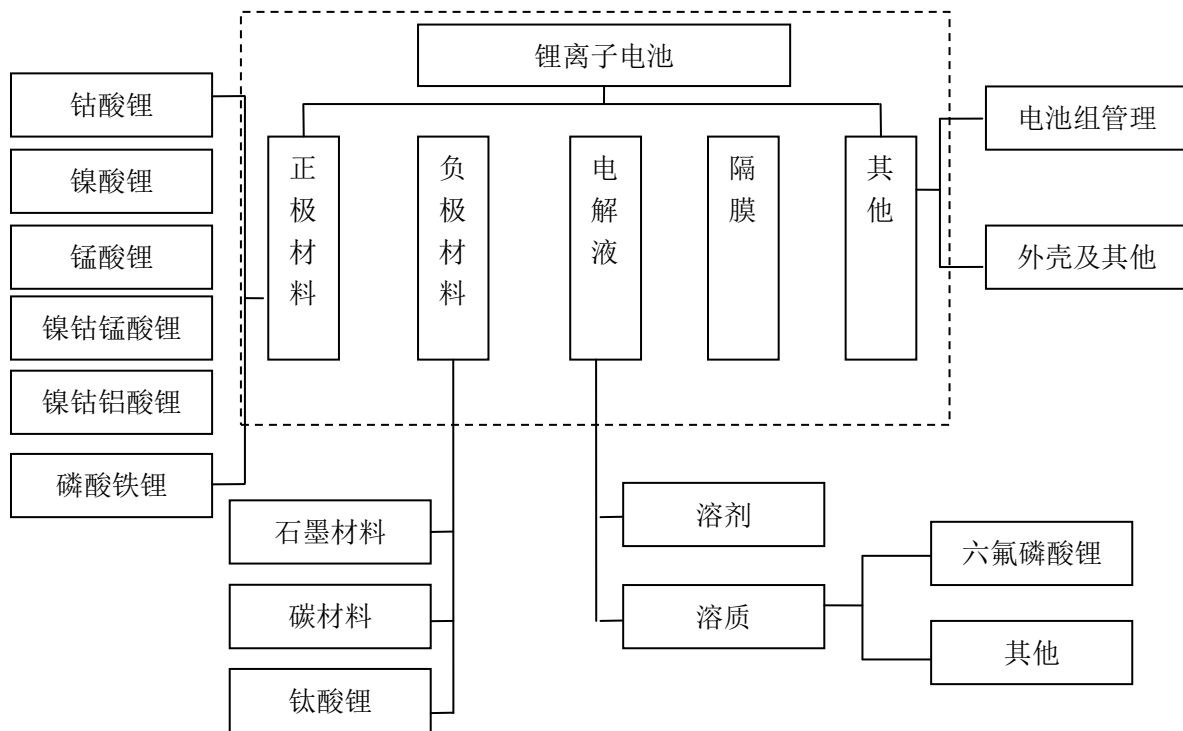 锂离子电池
钴酸锂
镍酸锂
锰酸锂
镍钴锰酸锂
镍钴铝酸锂
磷酸铁锂
正极材料
负极材料
电解液
隔膜
其他
电池组管理
外壳及其他
石墨材料
碳材料
钛酸锂
溶剂
溶质
六氟磷酸锂
其他